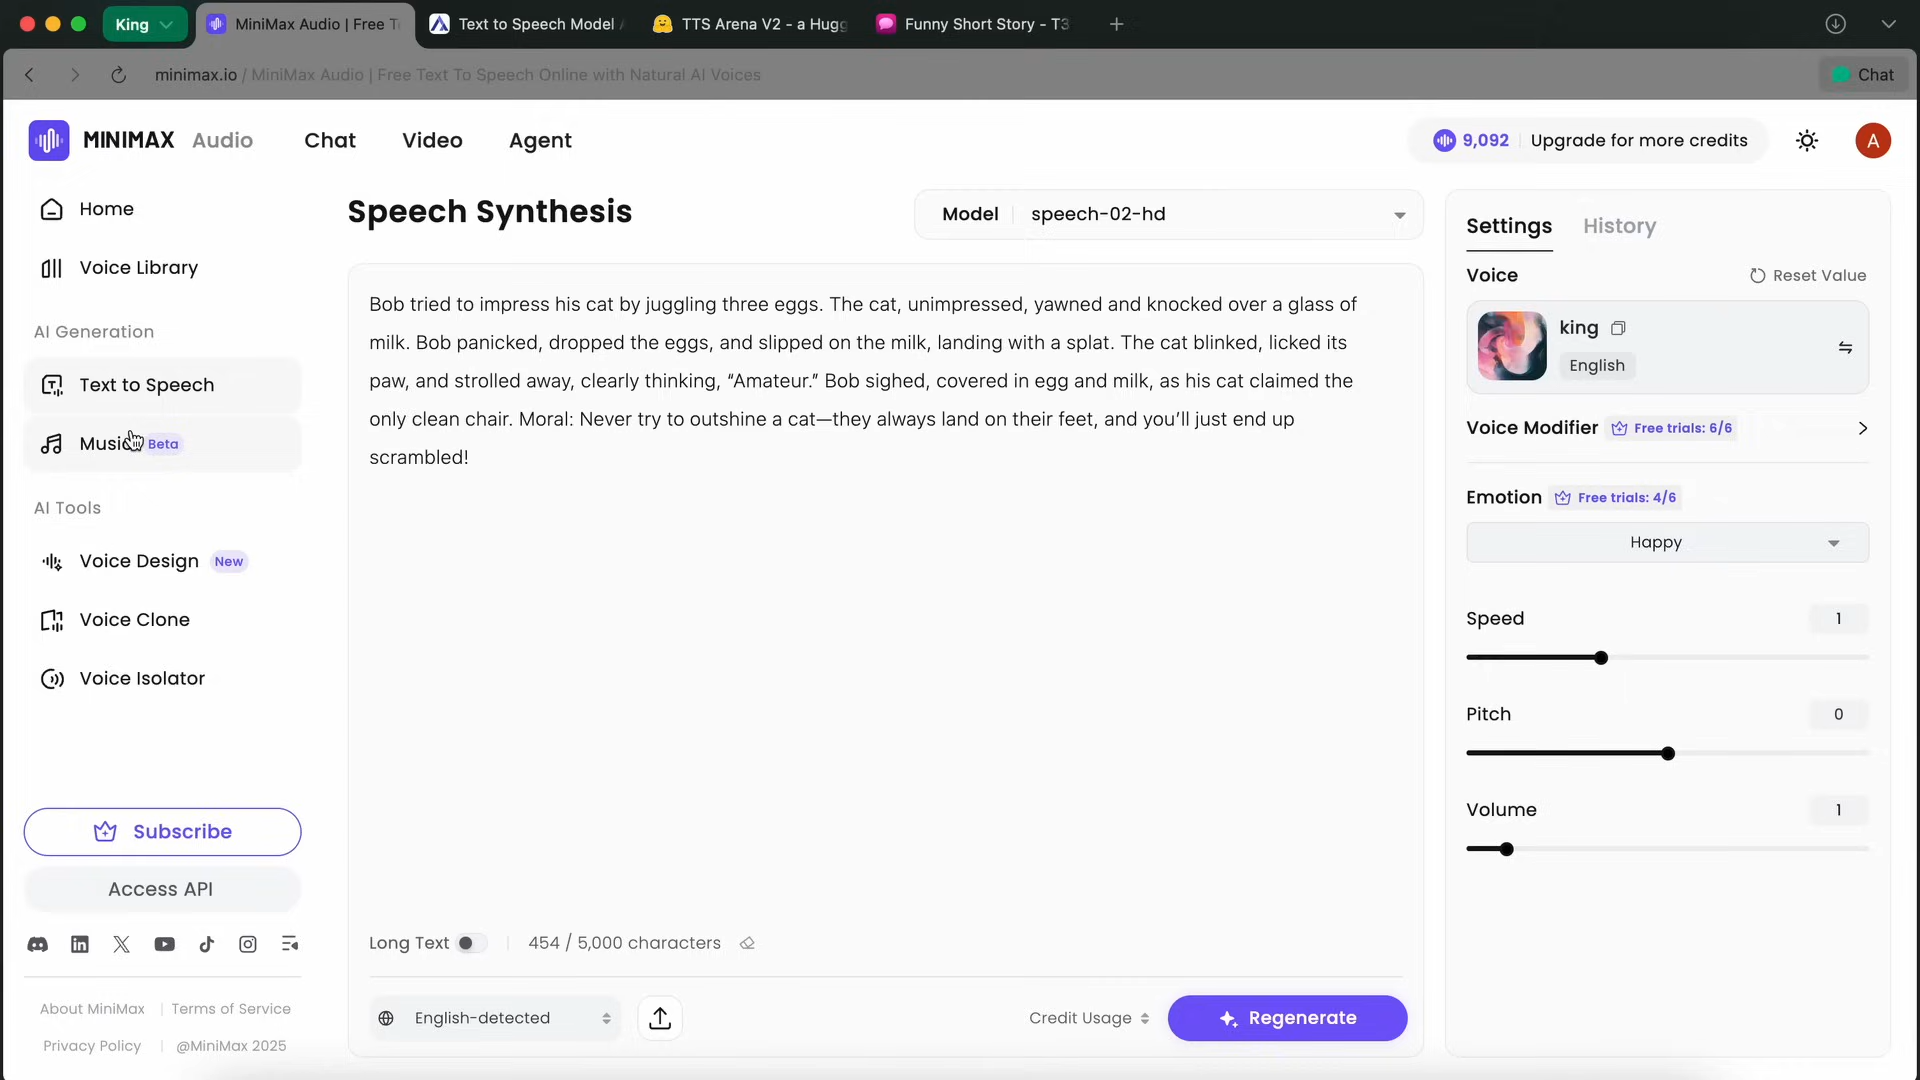 King
MiniMax Audio | Free T
Text to Speech Model
TTS Arena V2 - a Hugg
Funny Short Story - T3
minimax.io / MiniMax Audio | Free Text To Speech Online with Natural AI Voices
Chat
MINIMAX Audio
Chat
Video
Agent
9,092
Upgrade for more credits
A
Home
Voice Library
AI Generation
Text to Speech
Music Beta
AI Tools
Voice Design New
Voice Clone
Voice Isolator
Subscribe
Access API
About MiniMax | Terms of Service
Privacy Policy | @MiniMax 2025
Speech Synthesis
Model speech-02-hd
Bob tried to impress his cat by juggling three eggs. The cat, unimpressed, yawned and knocked over a glass of
milk. Bob panicked, dropped the eggs, and slipped on the milk, landing with a splat. The cat blinked, licked its
paw, and strolled away, clearly thinking, “Amateur.” Bob sighed, covered in egg and milk, as his cat claimed the
only clean chair. Moral: Never try to outshine a cat—they always land on their feet, and you’ll just end up
scrambled!
Long Text
454 / 5,000 characters
English-detected
Credit Usage
Regenerate
Settings
History
Voice
Reset Value
king
English
Voice Modifier Free trials: 6/6
Emotion Free trials: 4/6
Happy
Speed 1
Pitch 0
Volume 1